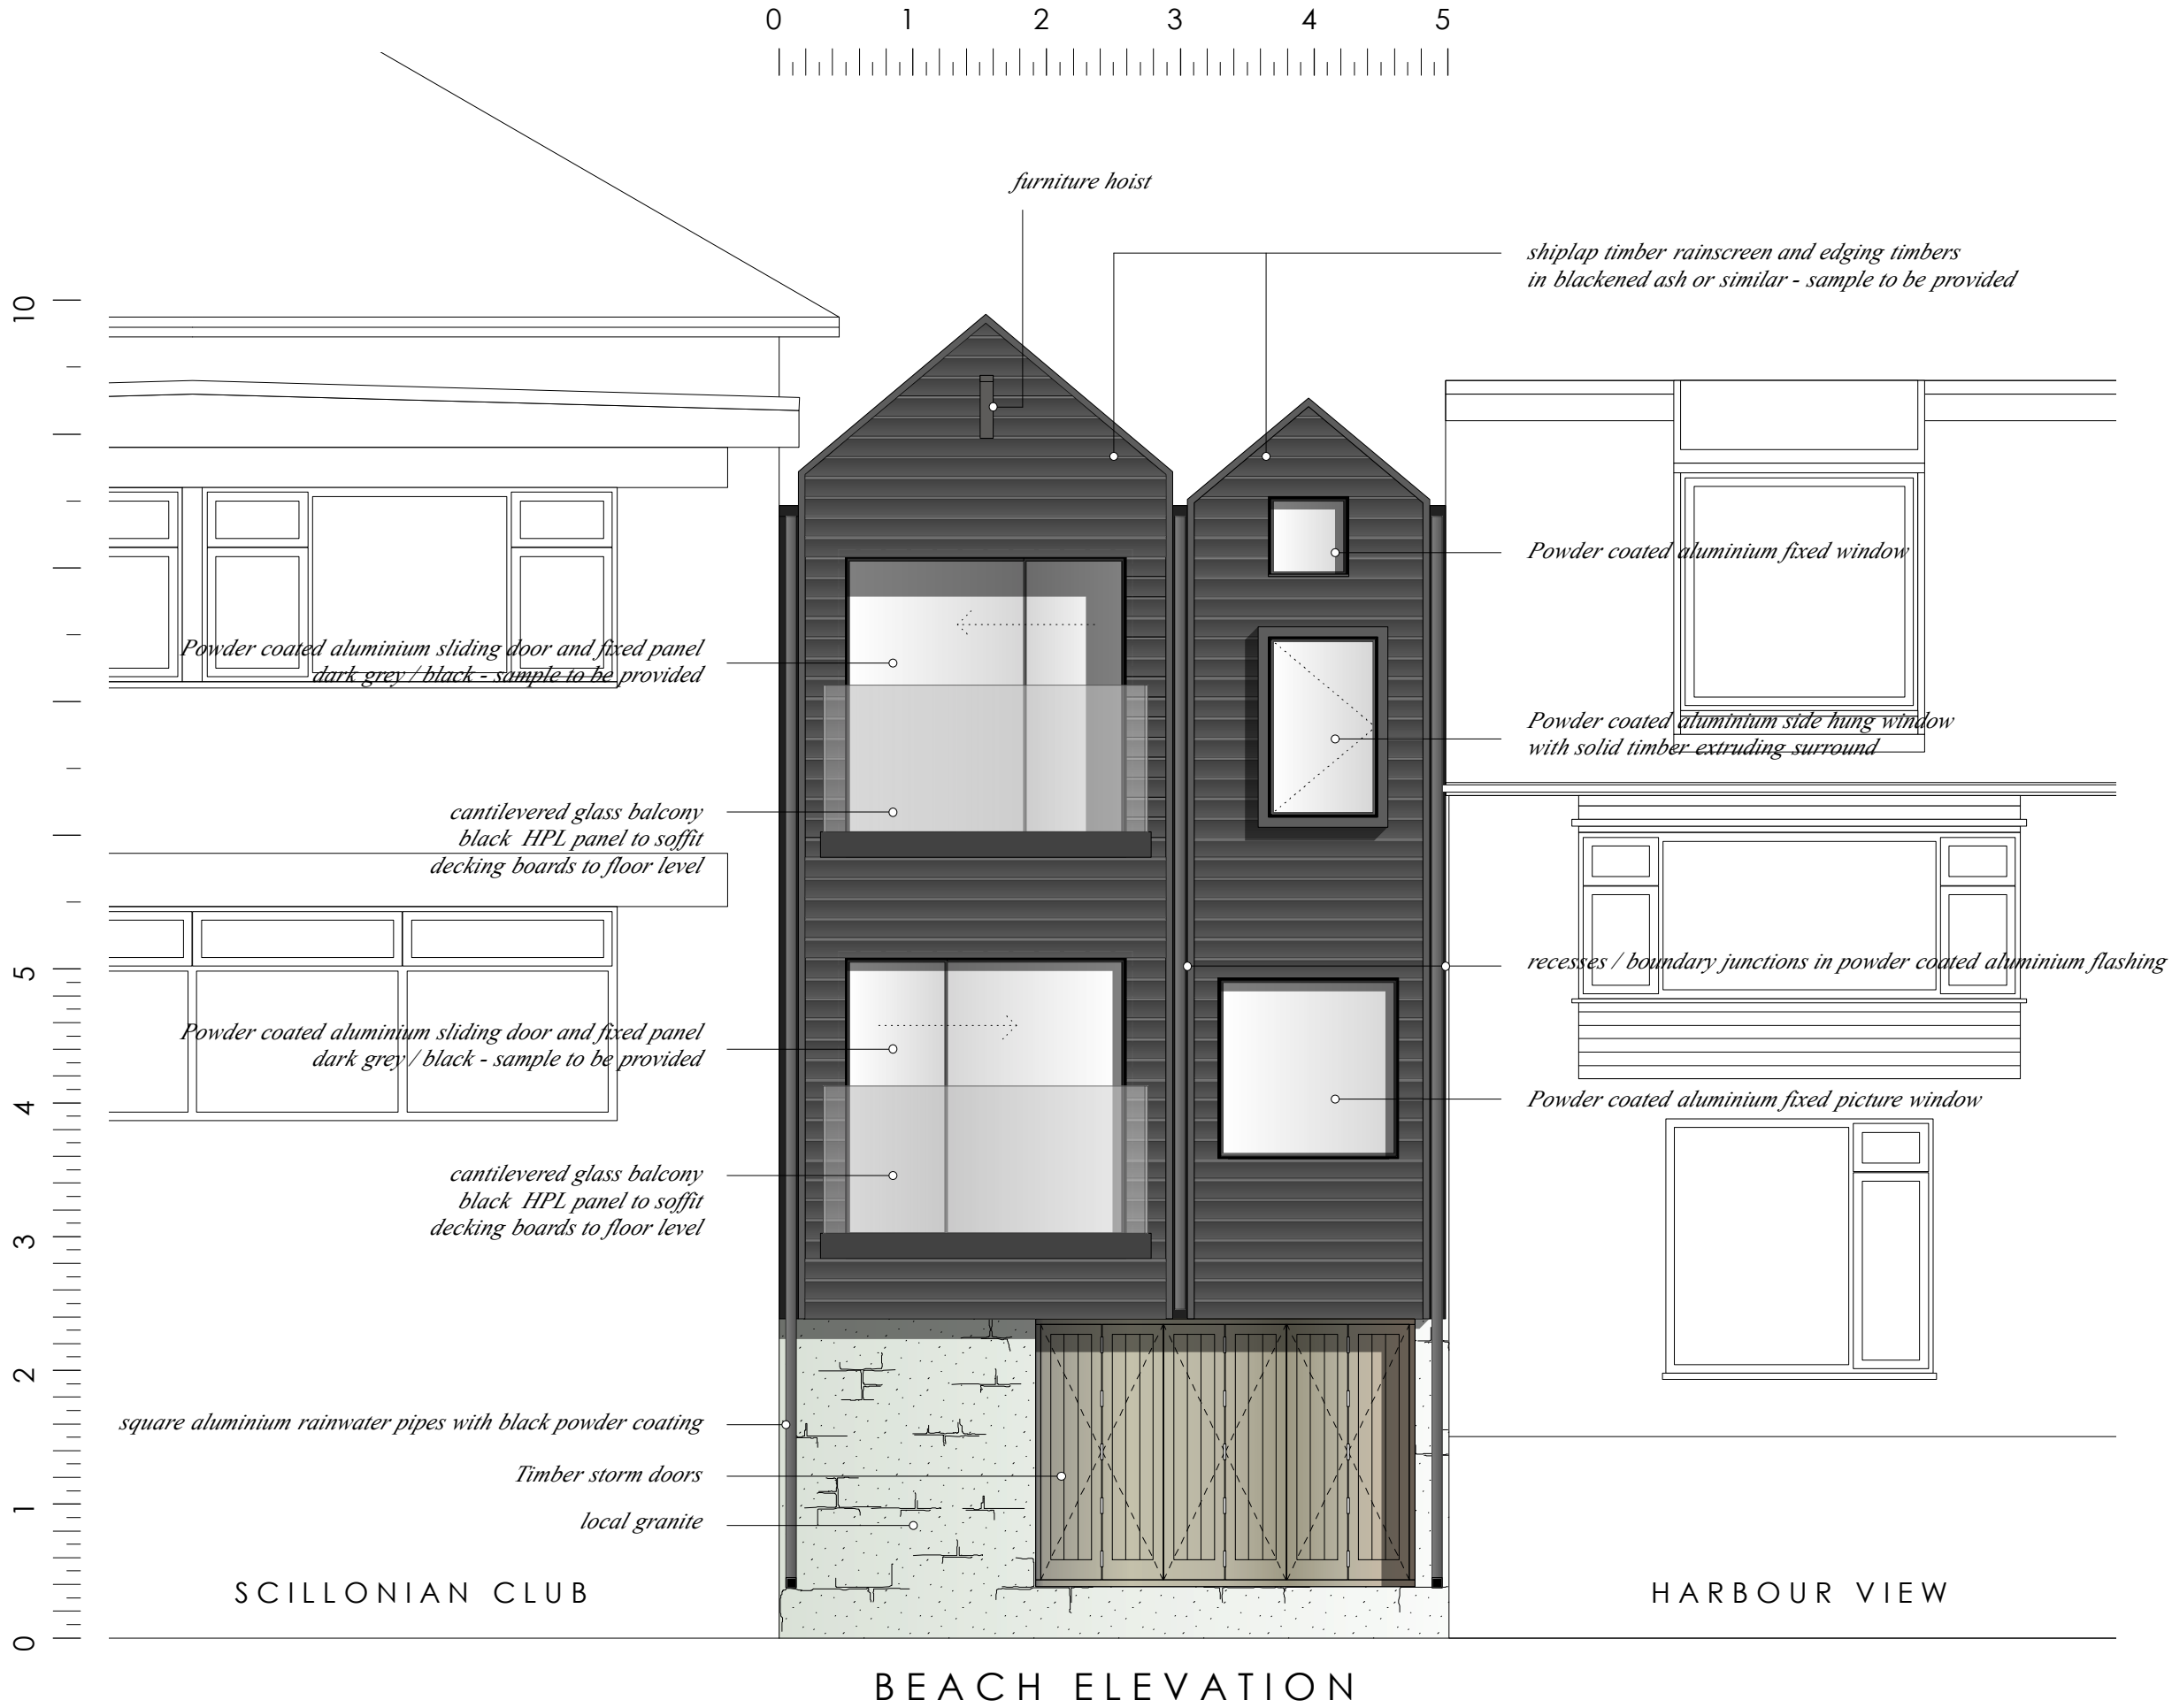 0 1 2 3 4 5
furniture hoist
shiplap timber rainscreen and edging timbers
in blackened ash or similar - sample to be provided
10
Powder coated aluminium fixed window
Powder coated aluminium sliding door and fixed panel
dark grey / black - sample to be provided
Powder coated aluminium side hung window
with solid timber extruding surround
cantilevered glass balcony
black HPL panel to soffit
decking boards to floor level
5
recesses / boundary junctions in powder coated aluminium flashing
Powder coated aluminium sliding door and fixed panel
dark grey / black - sample to be provided
4
Powder coated aluminium fixed picture window
cantilevered glass balcony
black HPL panel to soffit
decking boards to floor level
3
2
square aluminium rainwater pipes with black powder coating
Timber storm doors
1
local granite
SCILLONIAN CLUB
HARBOUR VIEW
0
BEACH ELEVATION